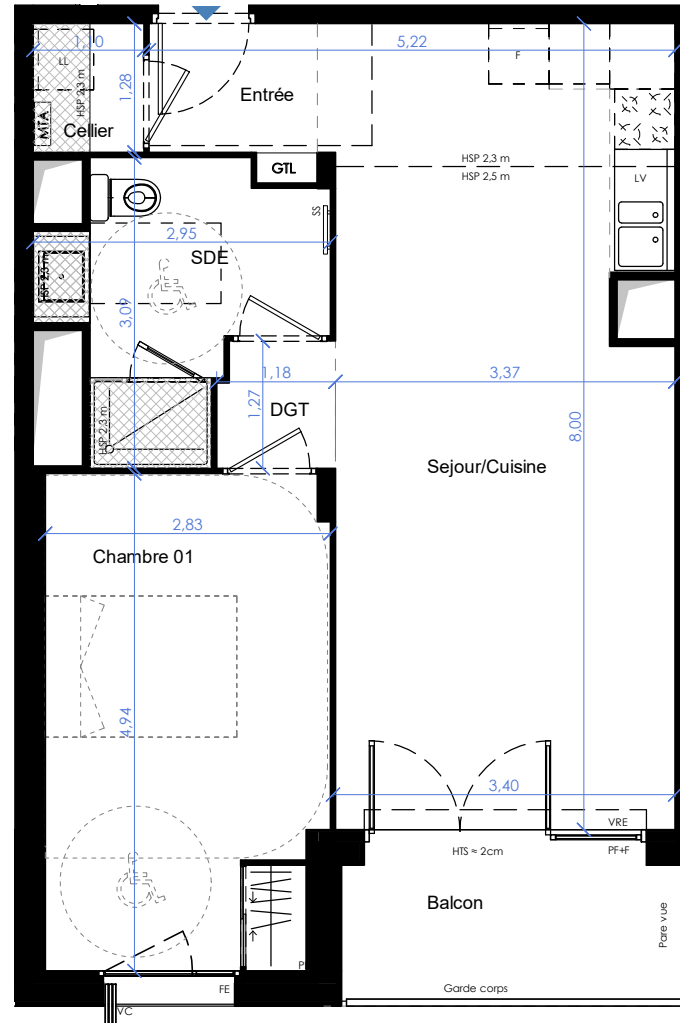 1,10
5,22
LL
F
HSP 2,3 m
1,28
Entrée
MTA
Cellier
HSP 2,3 m
HSP 2,5 m
GTL
LV
SS
2,95
SDE
HSP 2,3 m
3,09
1,18
3,37
1,27
DGT
8,00
HSP 2,3 m
Sejour/Cuisine
2,83
Chambre 01
4,94
3,40
VRE
HTS ≈ 2cm
PF+F
Balcon
Pare vue
FE
Garde corps
VC